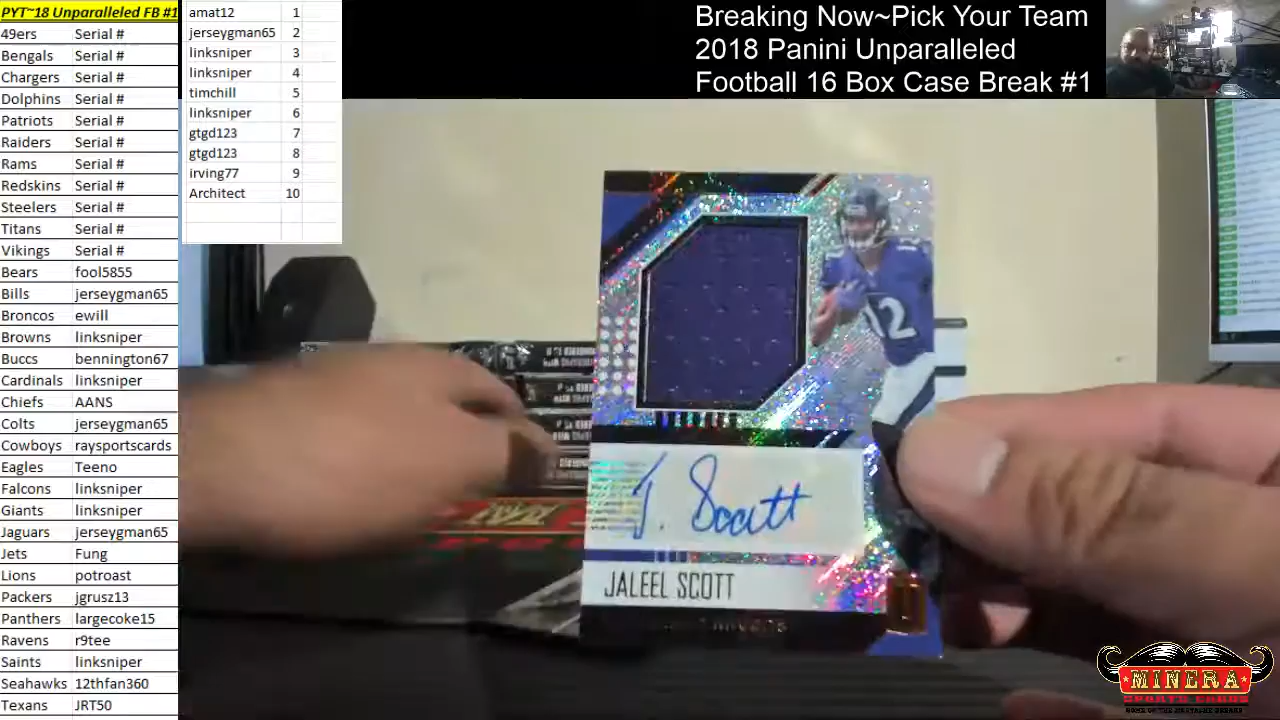 PYT~18 Unparalleled FB #1
49ers Serial #
Bengals Serial #
Chargers Serial #
Dolphins Serial #
Patriots Serial #
Raiders Serial #
Rams Serial #
Redskins Serial #
Steelers Serial #
Titans Serial #
Vikings Serial #
Bears fool5855
Bills jerseygman65
Broncos ewill
Browns linksniper
Buccs bennington67
Cardinals linksniper
Chiefs AANS
Colts jerseygman65
Cowboys raysportscards
Eagles Teeno
Falcons linksniper
Giants linksniper
Jaguars jerseygman65
Jets Fung
Lions potroast
Packers jgrusz13
Panthers largecoke15
Ravens r9tee
Saints linksniper
Seahawks 12thfan360
Texans JRT50
amat12 1
jerseygman65 2
linksniper 3
linksniper 4
timchill 5
linksniper 6
gtgd123 7
gtgd123 8
irving77 9
Architect 10
Breaking Now~Pick Your Team
2018 Panini Unparalleled
Football 16 Box Case Break #1
12
J. Scott
JALEEL SCOTT
MINERA
SPORTS CARDS